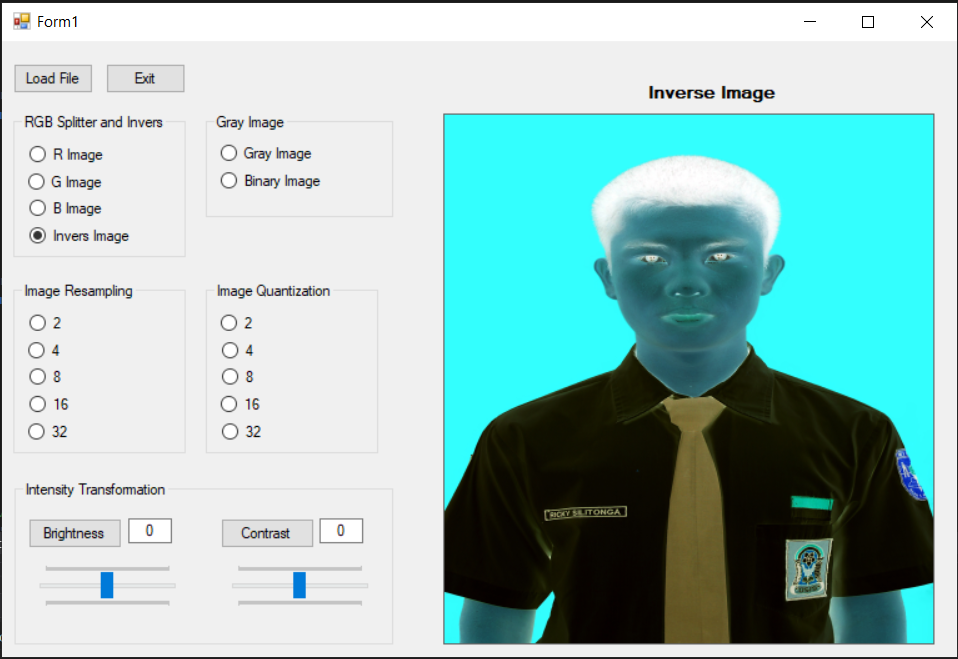 Form1
Load File
Exit
Inverse Image
RGB Splitter and Invers
R Image
G Image
B Image
Invers Image
Gray Image
Gray Image
Binary Image
Image Resampling
2
4
8
16
32
Image Quantization
2
4
8
16
32
Intensity Transformation
Brightness
0
Contrast
0
RICKY SILITONGA